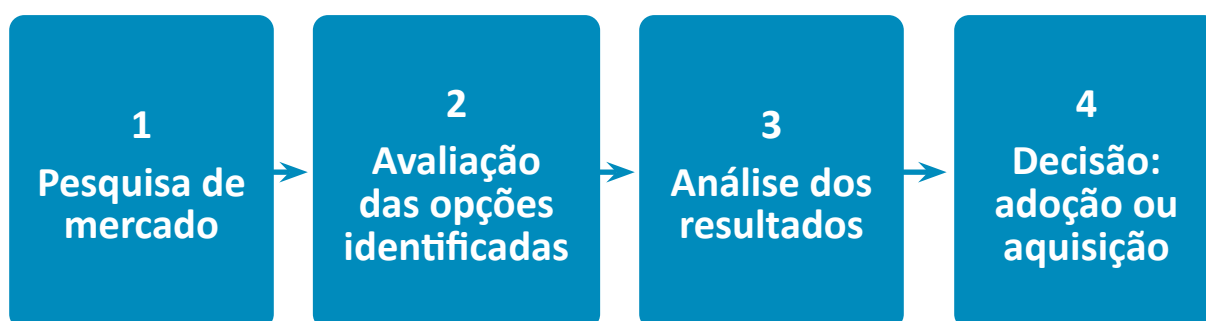 1
Pesquisa de
mercado
2
Avaliação
das opções
identificadas
3
Análise dos
resultados
4
Decisão:
adoção ou
aquisição